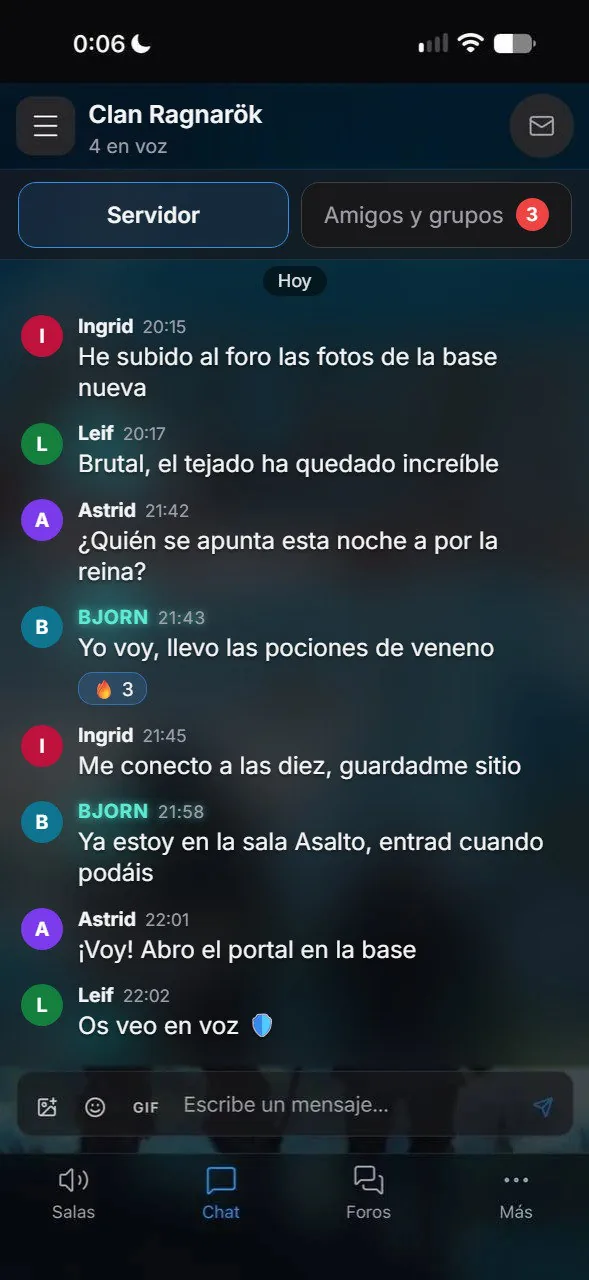 0:06
Clan Ragnarök
4 en voz
Servidor
Amigos y grupos 3
Hoy
I
Ingrid 20:15
He subido al foro las fotos de la base
nueva
L
Leif 20:17
Brutal, el tejado ha quedado increíble
A
Astrid 21:42
¿Quién se apunta esta noche a por la
reina?
B
BJORN 21:43
Yo voy, llevo las pociones de veneno
🔥 3
I
Ingrid 21:45
Me conecto a las diez, guardadme sitio
B
BJORN 21:58
Ya estoy en la sala Asalto, entrad cuando
podáis
A
Astrid 22:01
¡Voy! Abro el portal en la base
L
Leif 22:02
Os veo en voz 🛡️
GIF Escribe un mensaje...
Salas Chat Foros Más